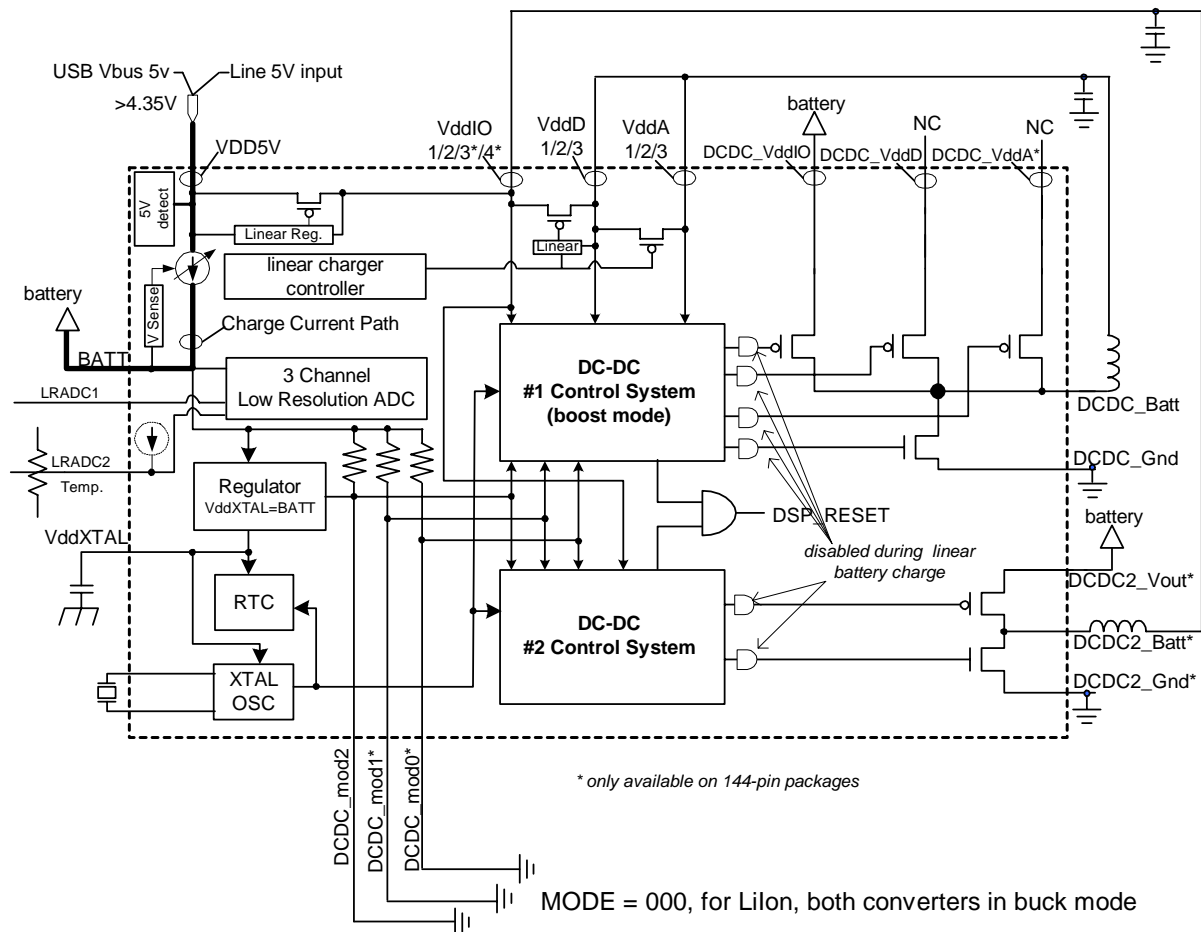 USB Vbus 5v
Line 5V input
>4.35V
VDD5V
VddIO
1/2/3*/4*
VddD
1/2/3
VddA
1/2/3
battery
DCDC_VddIO
NC
DCDC_VddD
NC
DCDC_VddA*
5V
detect
Linear Reg.
Linear
linear charger
controller
battery
V Sense
Charge Current Path
BATT
3 Channel
Low Resolution ADC
LRADC1
LRADC2
Temp.
DC-DC
#1 Control System
(boost mode)
DCDC_Batt
DCDC_Gnd
Regulator
VddXTAL=BATT
DSP_RESET
battery
disabled during linear
battery charge
VddXTAL
RTC
DC-DC
#2 Control System
DCDC2_Vout*
DCDC2_Batt*
DCDC2_Gnd*
XTAL
OSC
DCDC_mod2
DCDC_mod1*
DCDC_mod0*
* only available on 144-pin packages
MODE = 000, for LiIon, both converters in buck mode